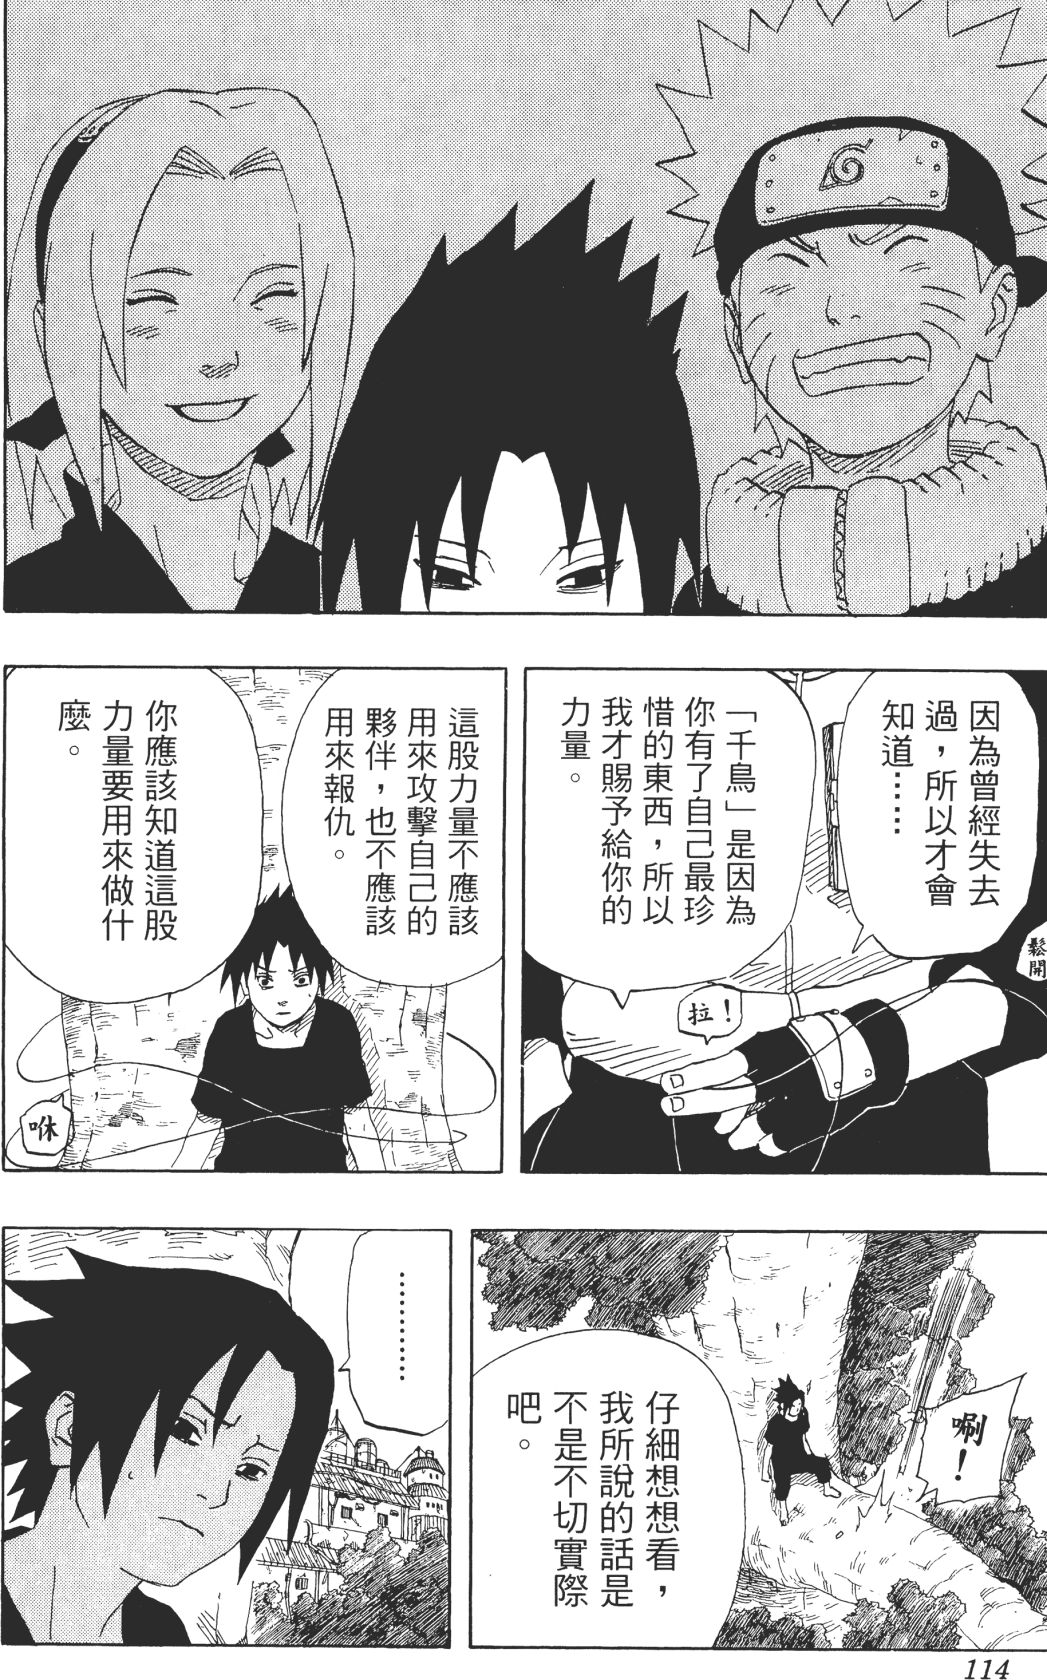 因為曾經失去
過，所以才會
知道……
鬆開
「千鳥」是因為
你有了自己最珍
惜的東西，所以
我才賜予給你的
力量。
拉！
這股力量不應該
用來攻擊自己的
夥伴，也不應該
用來報仇。
你應該知道這股
力量要用來做什
麼。
咻
唰！
仔細想想看，
我所說的話是
不是不切實際
吧。
………
114